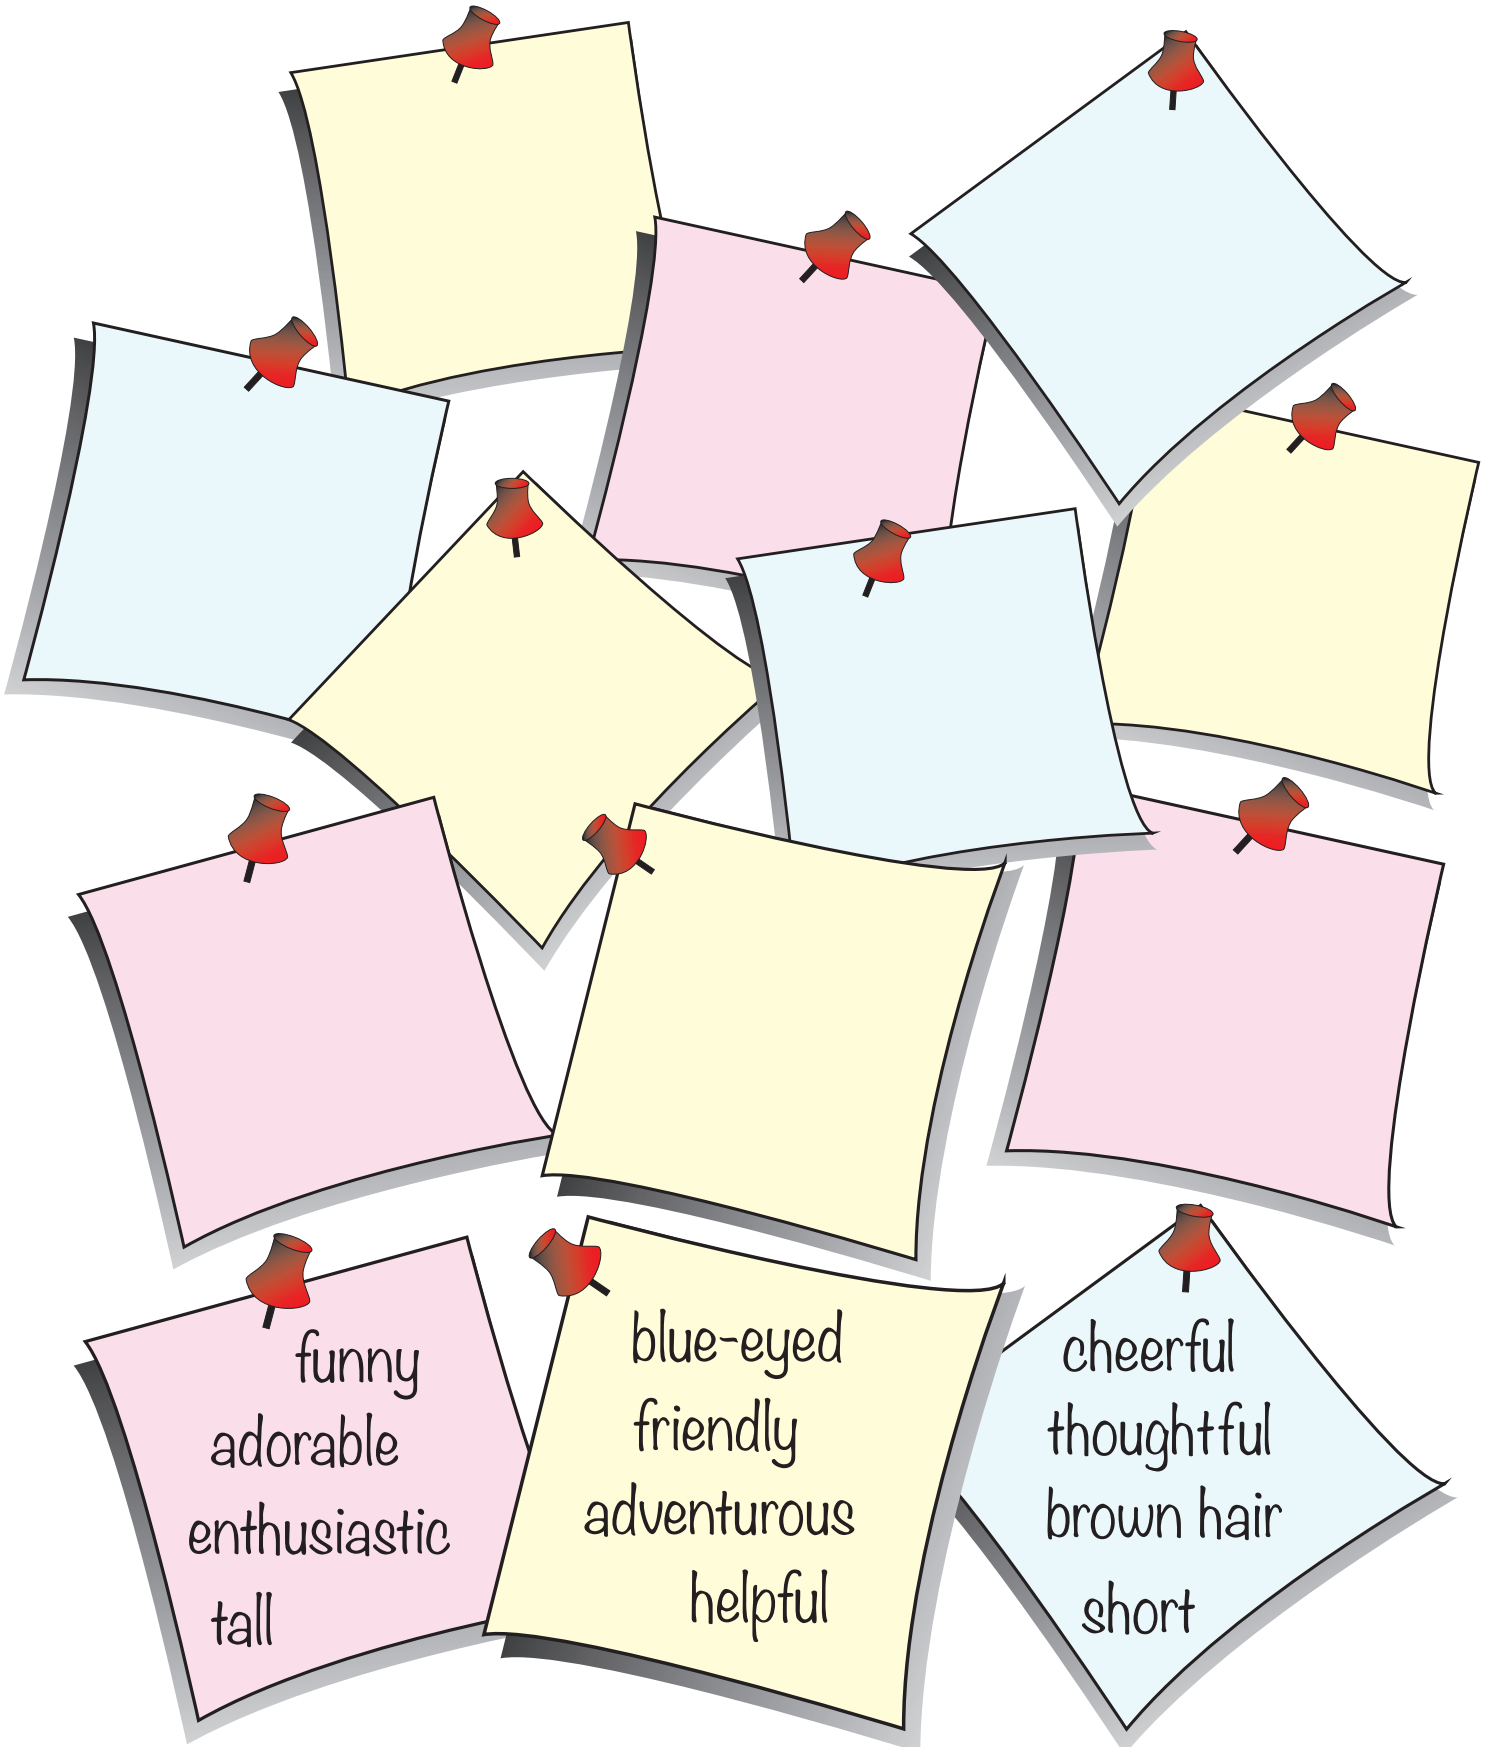 funny
adorable
enthusiastic
tall
blue-eyed
friendly
adventurous
helpful
cheerful
thoughtful
brown hair
short